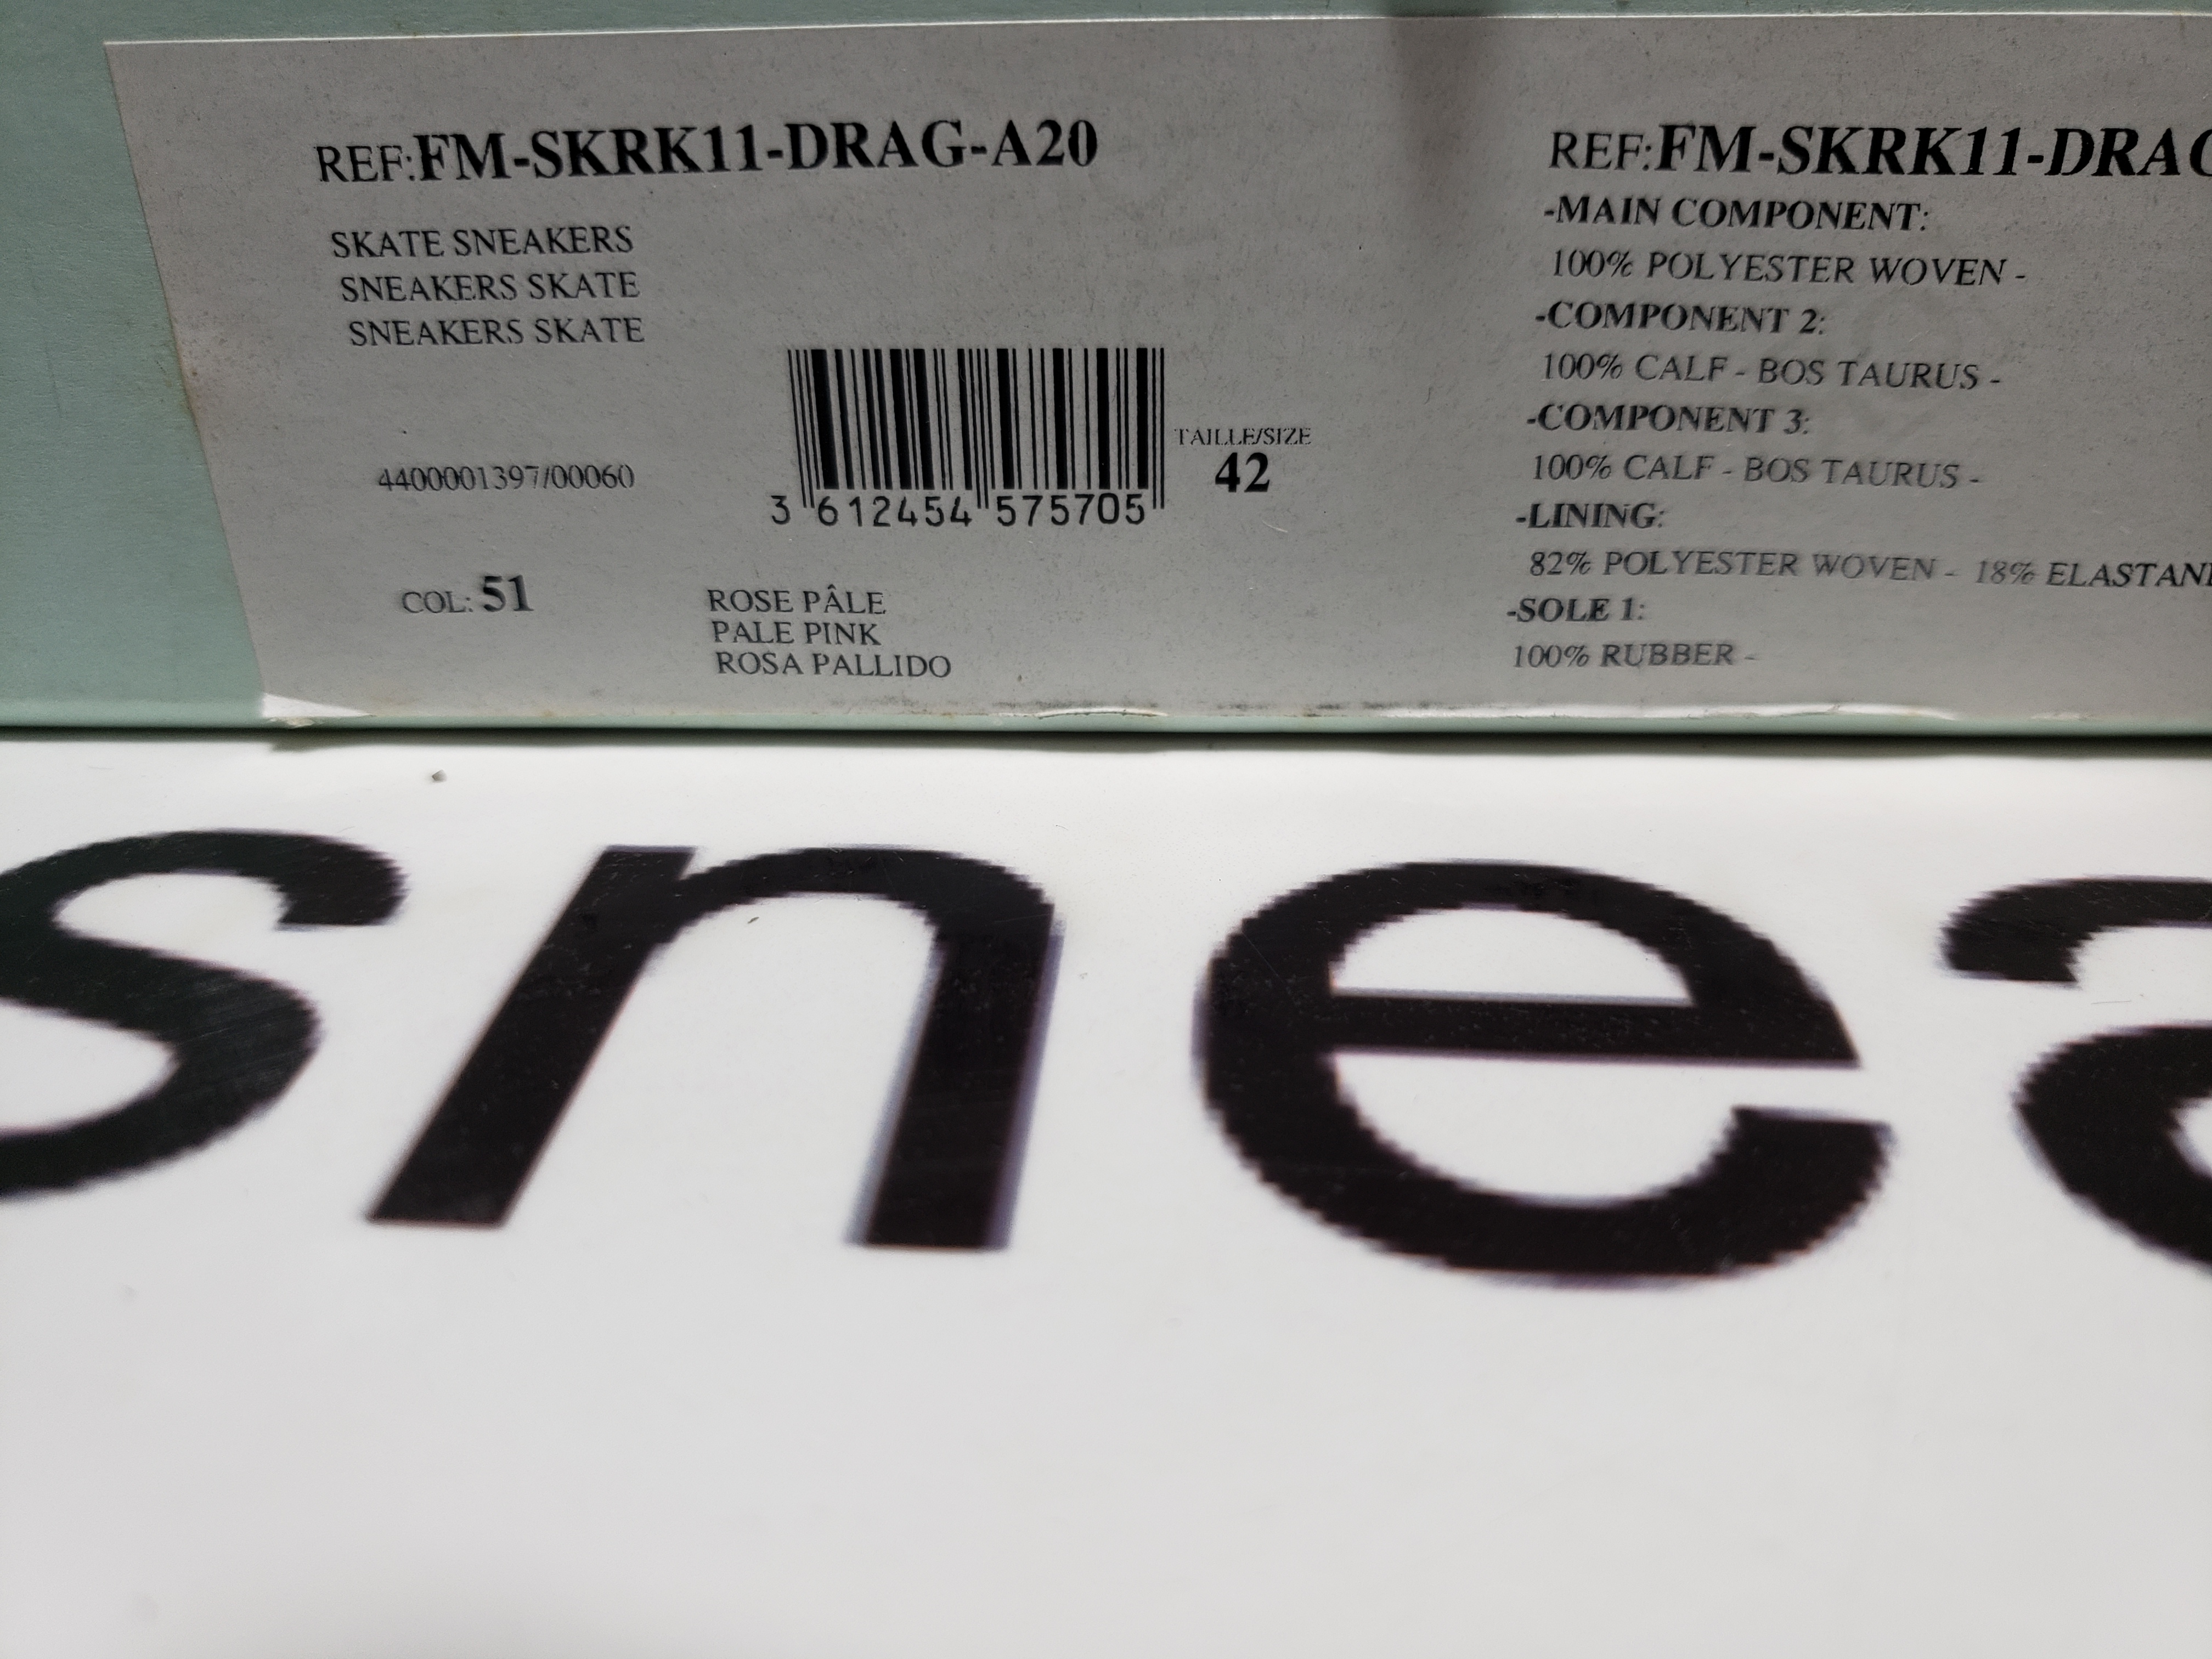 REF:FM-SKRK11-DRAG-A20
SKATE SNEAKERS
SNEAKERS SKATE
SNEAKERS SKATE
4400001397/00060
3 612454 575705
TAILLE/SIZE
42
COL: 51
ROSE PÂLE
PALE PINK
ROSA PALLIDO
REF:FM-SKRK11-DRAG
-MAIN COMPONENT:
100% POLYESTER WOVEN -
-COMPONENT 2:
100% CALF - BOS TAURUS -
-COMPONENT 3:
100% CALF - BOS TAURUS -
-LINING:
82% POLYESTER WOVEN - 18% ELASTAN
-SOLE 1:
100% RUBBER -
snea